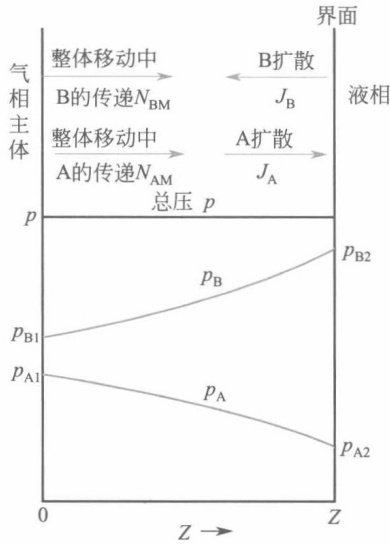 界面
气相主体
整体移动中
B的传递N_BM
B扩散
J_B
液相
整体移动中
A的传递N_AM
A扩散
J_A
总压 p
p
p_B2
p_B
p_B1
p_A1
p_A
p_A2
0
Z
Z